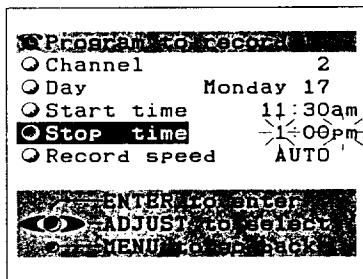 Program to record
Channel 2
Day Monday 17
Start time 11:30am
Stop time 1:00pm
Record speed AUTO
ENTER to enter
ADJUST to select
MENU to go back